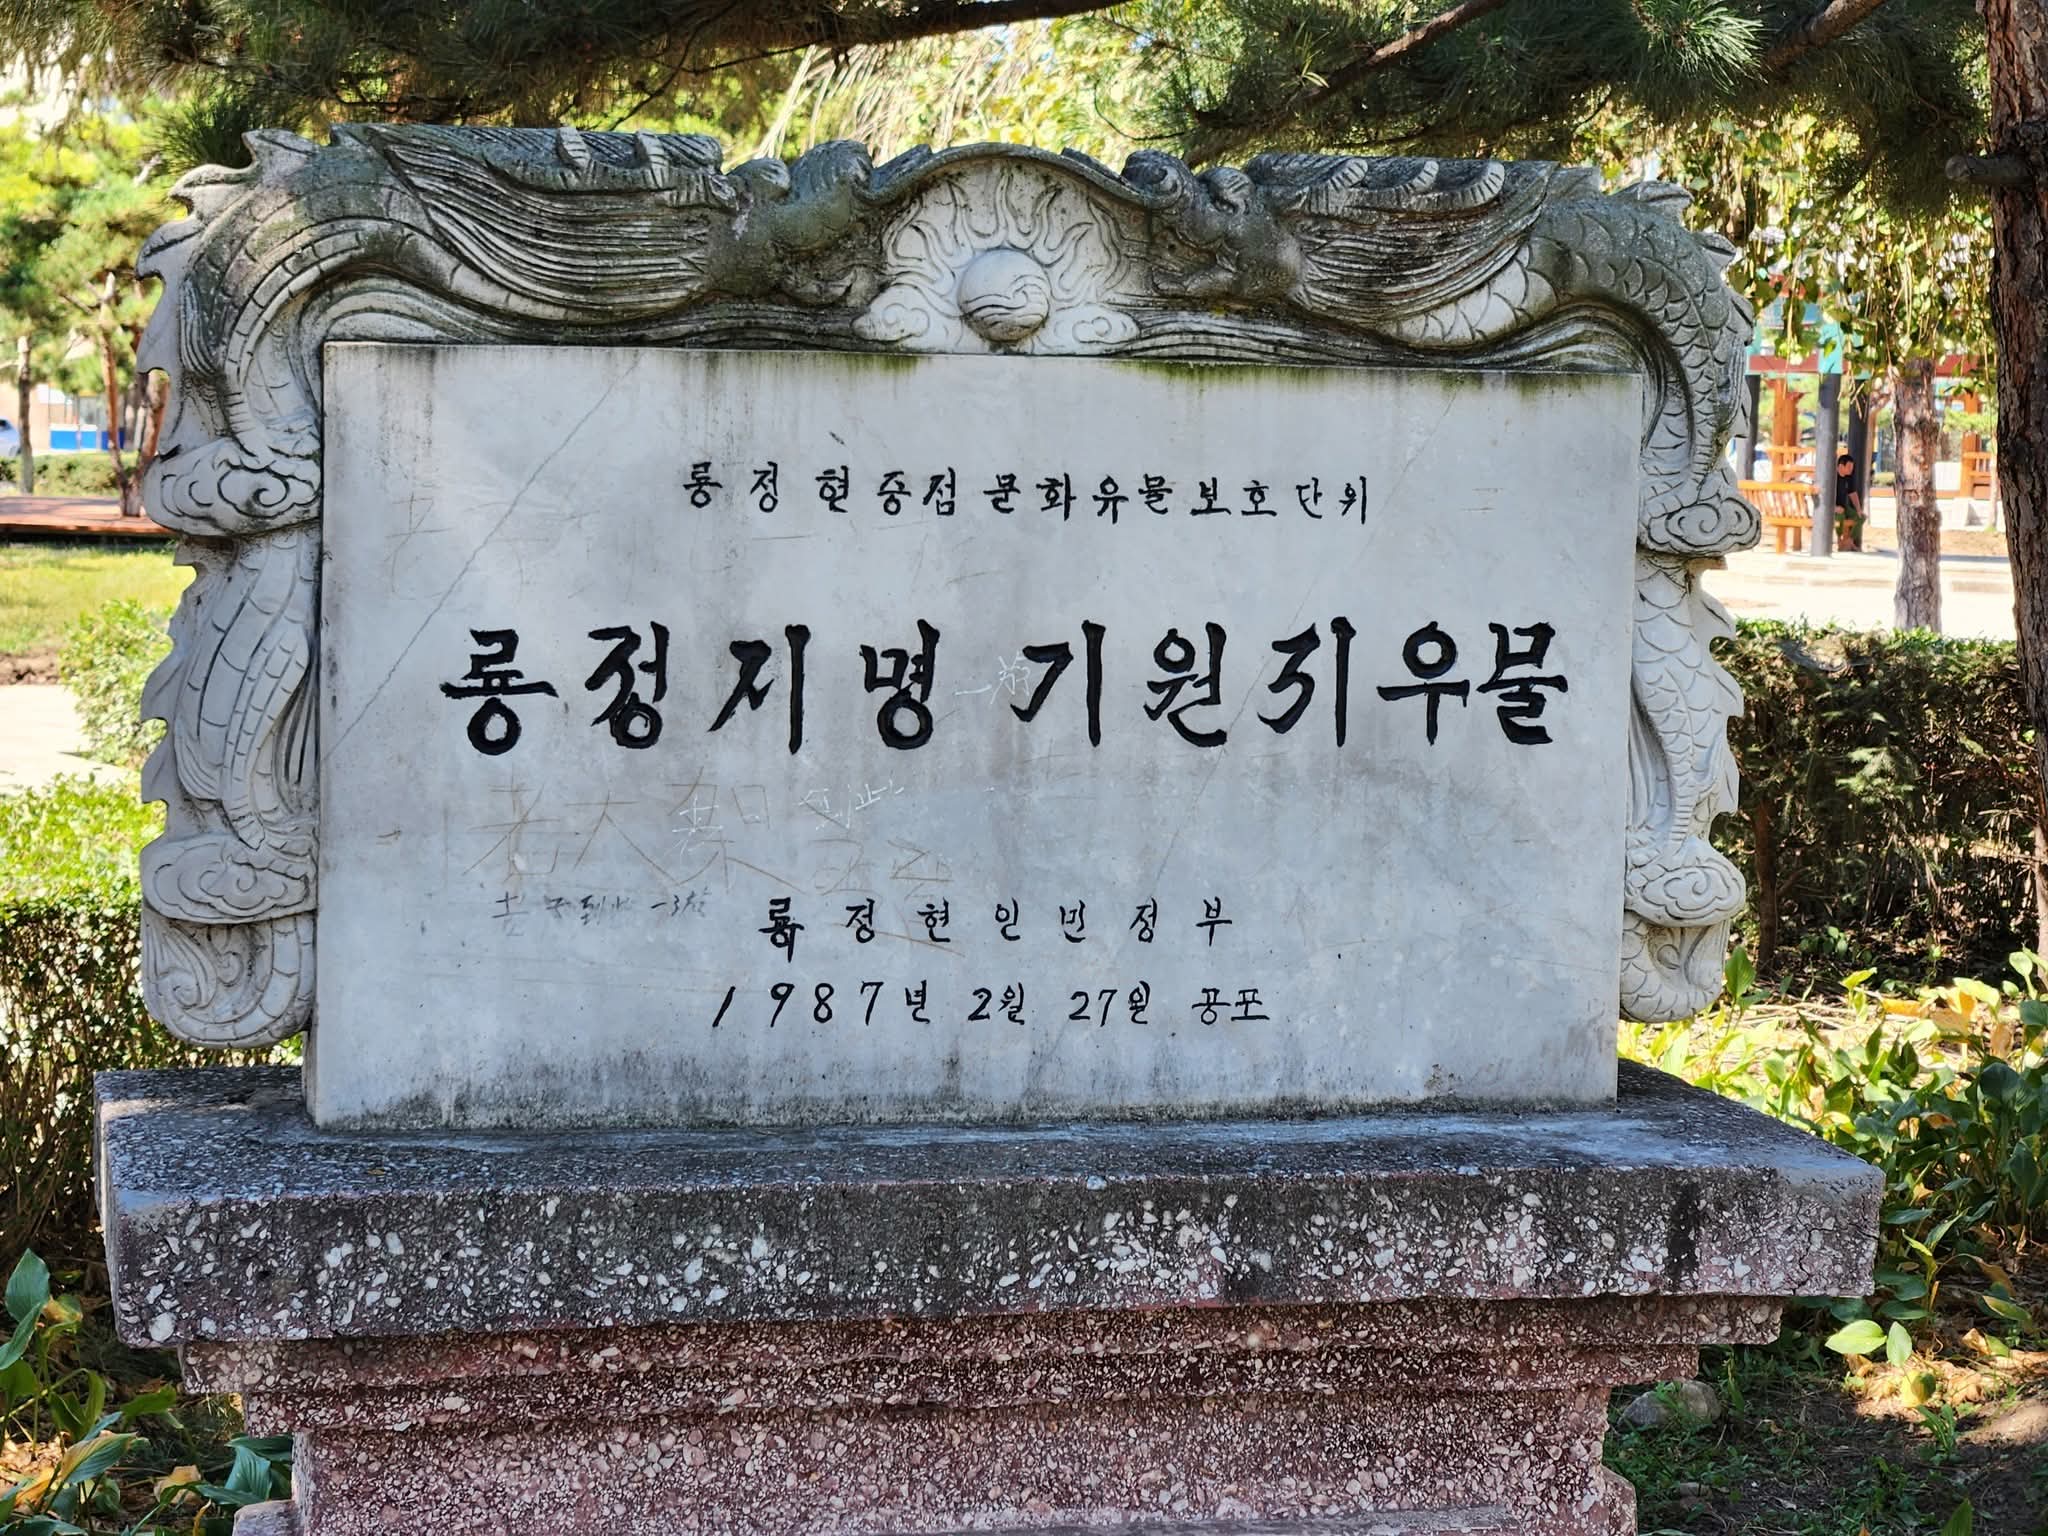 룡정현중점문화유물보호단위
룡정지명 기원지우물
룡정현인민정부
1987년 2월 27월 공포